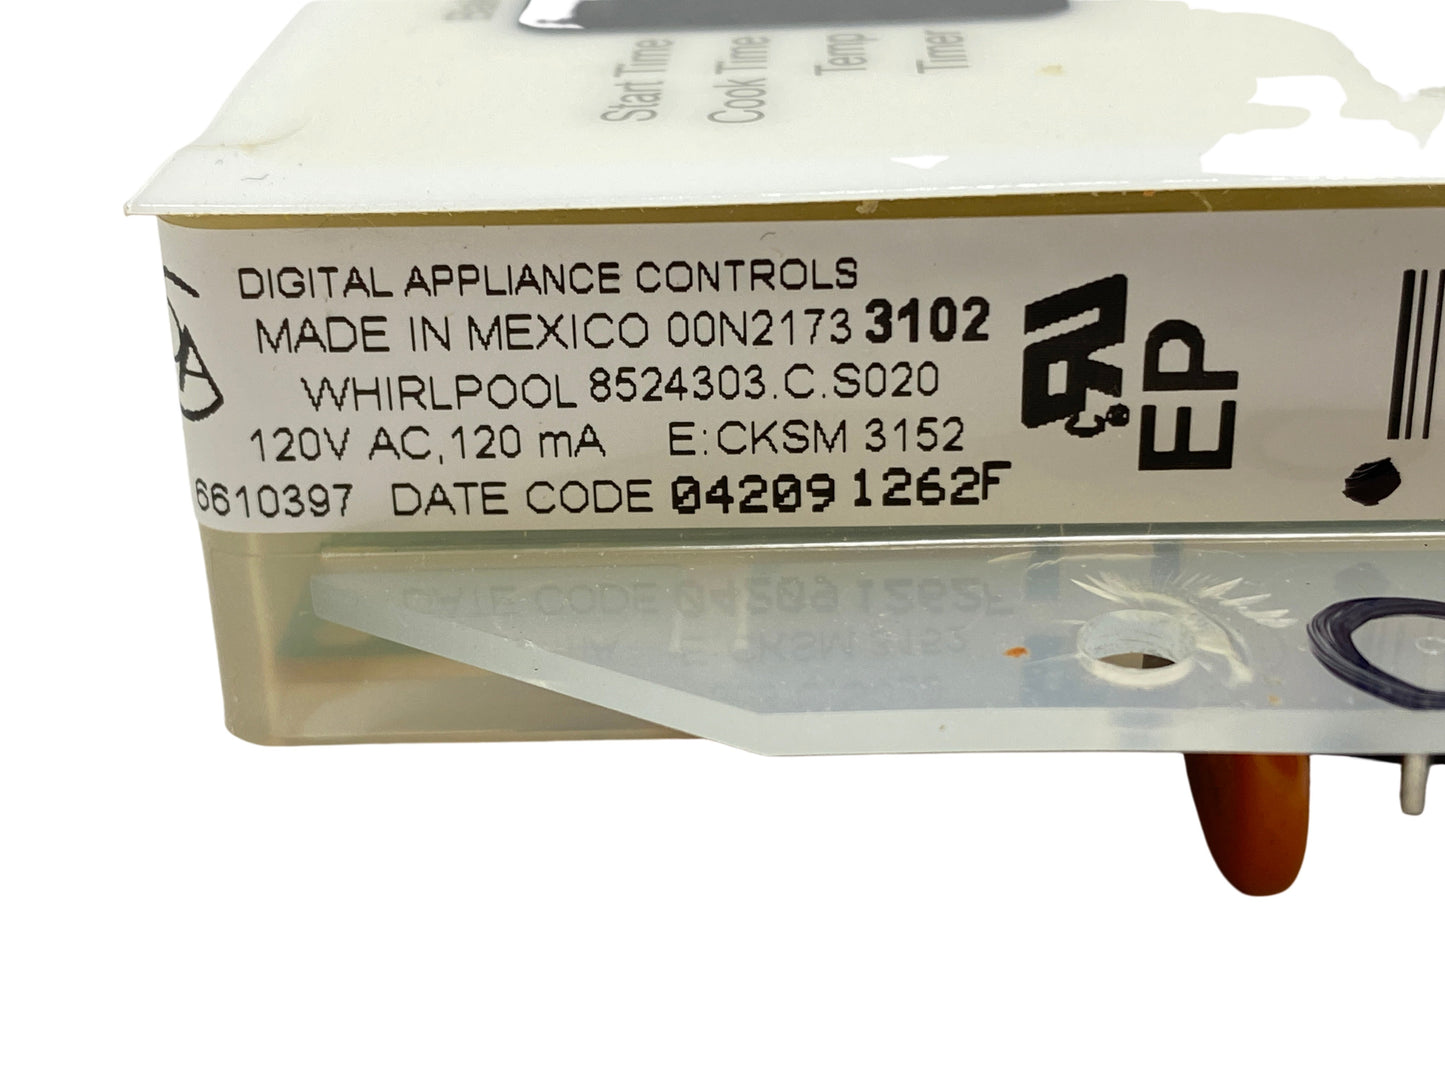 Start Time
Cook Time
Temp
Timer
DIGITAL APPLIANCE CONTROLS
MADE IN MEXICO 00N2173 3102
WHIRLPOOL 8524303.C.S020
120V AC, 120 mA E:CKSM 3152
6610397 DATE CODE 04209 1262F
EP